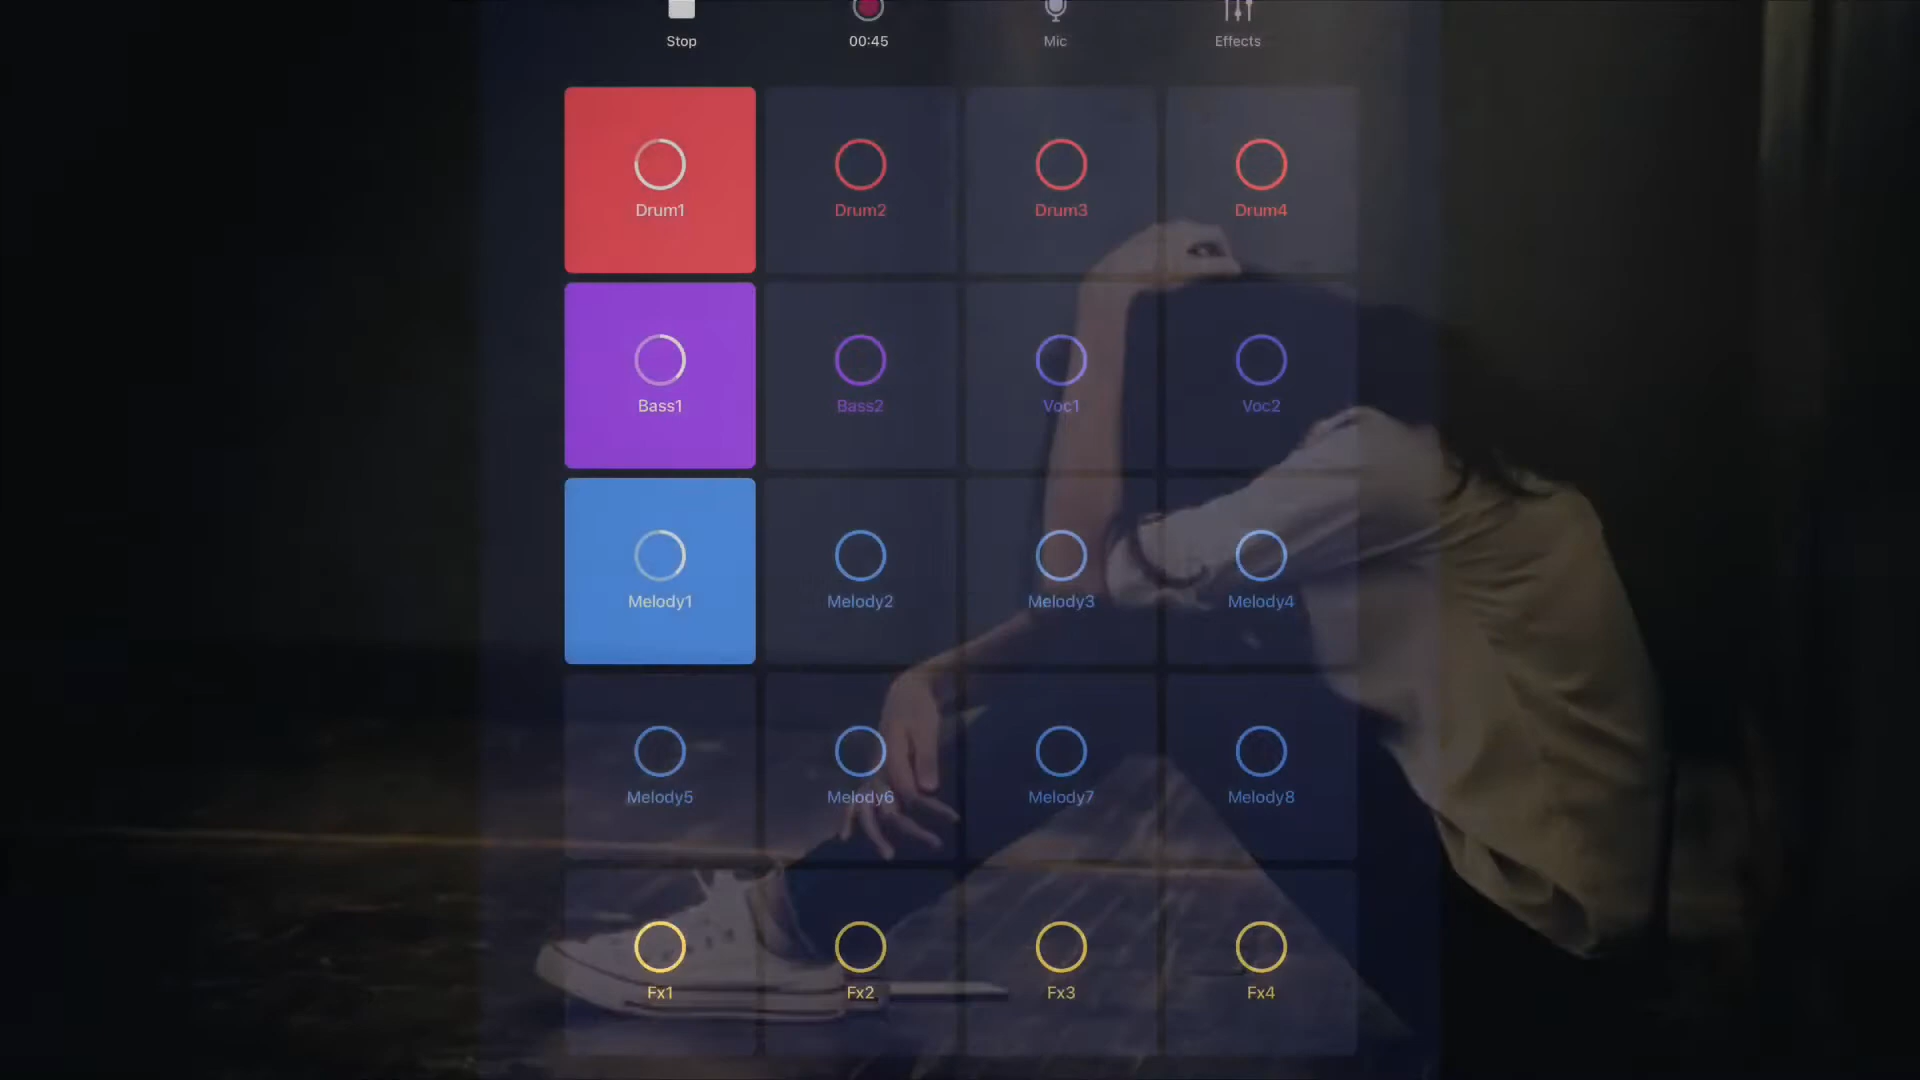 Stop 00:45 Mic Effects
Drum1 Drum2 Drum3 Drum4
Bass1 Bass2 Voc1 Voc2
Melody1 Melody2 Melody3 Melody4
Melody5 Melody6 Melody7 Melody8
Fx1 Fx2 Fx3 Fx4